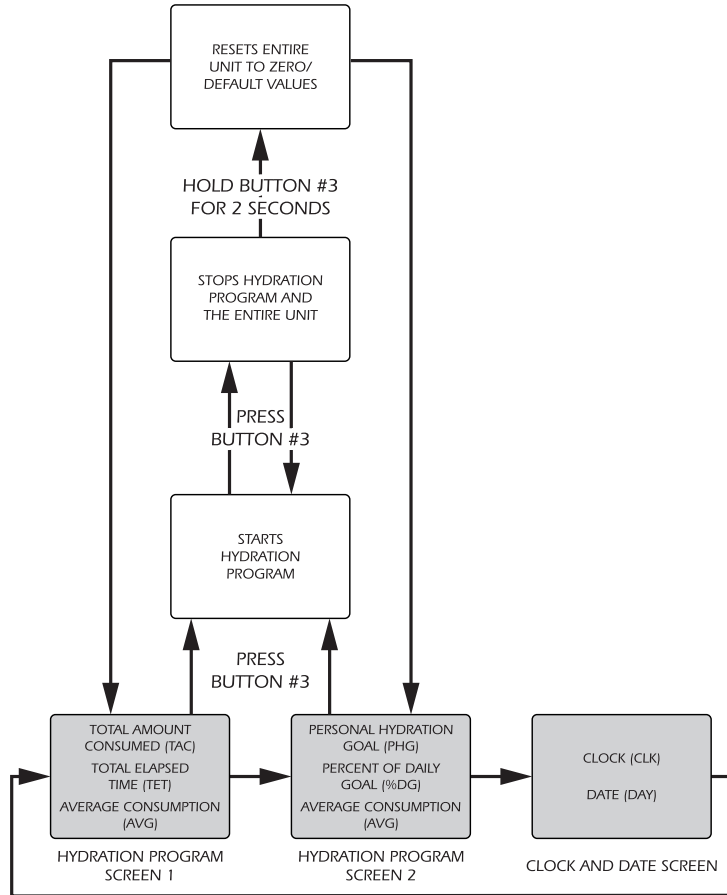 RESETS ENTIRE
UNIT TO ZERO/
DEFAULT VALUES
HOLD BUTTON #3
FOR 2 SECONDS
STOPS HYDRATION
PROGRAM AND
THE ENTIRE UNIT
PRESS
BUTTON #3
STARTS
HYDRATION
PROGRAM
PRESS
BUTTON #3
TOTAL AMOUNT
CONSUMED (TAC)
TOTAL ELAPSED
TIME (TET)
AVERAGE CONSUMPTION
(AVG)
HYDRATION PROGRAM
SCREEN 1
PERSONAL HYDRATION
GOAL (PHG)
PERCENT OF DAILY
GOAL (%DG)
AVERAGE CONSUMPTION
(AVG)
HYDRATION PROGRAM
SCREEN 2
CLOCK (CLK)
DATE (DAY)
CLOCK AND DATE SCREEN